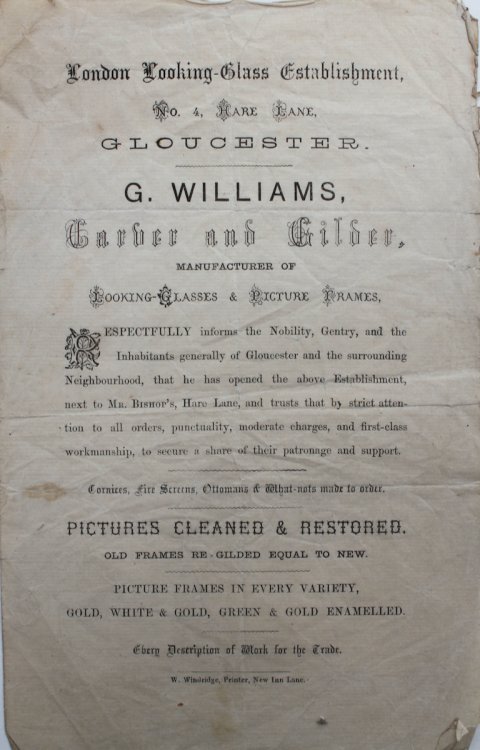 London Looking-Glass Establishment,
No. 4, Hare Lane,
GLOUCESTER.
G. WILLIAMS,
Carver and Gilder,
MANUFACTURER OF
Looking-Glasses & Picture Frames,
RESPECTFULLY informs the Nobility, Gentry, and the
Inhabitants generally of Gloucester and the surrounding
Neighbourhood, that he has opened the above Establishment,
next to Mr. Bishop's, Hare Lane, and trusts that by strict atten-
tion to all orders, punctuality, moderate charges, and first-class
workmanship, to secure a share of their patronage and support.
Cornices, Fire Screens, Ottomans & What-nots made to order.
PICTURES CLEANED & RESTORED.
OLD FRAMES RE-GILDED EQUAL TO NEW.
PICTURE FRAMES IN EVERY VARIETY,
GOLD, WHITE & GOLD, GREEN & GOLD ENAMELLED.
Every Description of Work for the Trade.
W. Windridge, Printer, New Inn Lane.